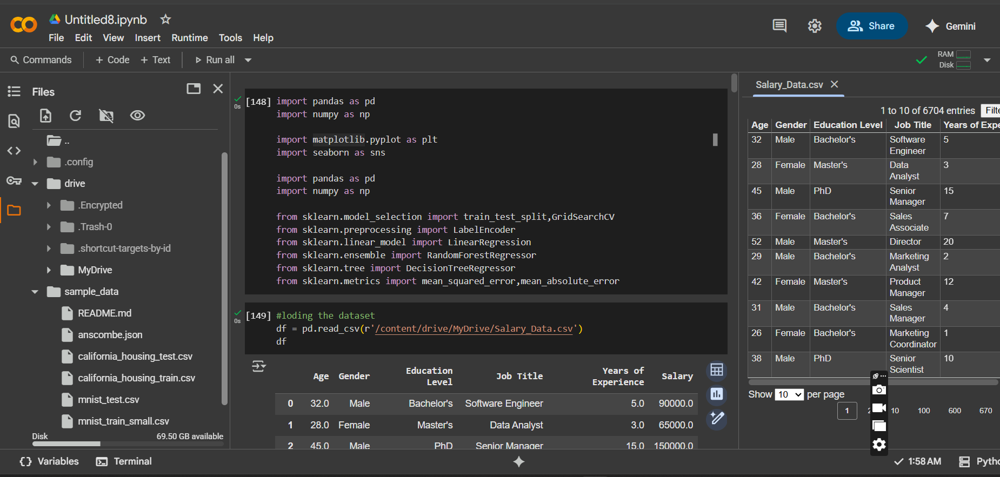 Untitled8.ipynb
File Edit View Insert Runtime Tools Help
Share
Gemini
Commands + Code + Text Run all
RAM
Disk
Files
..
.config
drive
.Encrypted
.Trash-0
.shortcut-targets-by-id
MyDrive
sample_data
README.md
anscombe.json
california_housing_test.csv
california_housing_train.csv
mnist_test.csv
mnist_train_small.csv
Disk 69.50 GB available
0s
[148] import pandas as pd
import numpy as np
import matplotlib.pyplot as plt
import seaborn as sns
import pandas as pd
import numpy as np
from sklearn.model_selection import train_test_split,GridSearchCV
from sklearn.preprocessing import LabelEncoder
from sklearn.linear_model import LinearRegression
from sklearn.ensemble import RandomForestRegressor
from sklearn.tree import DecisionTreeRegressor
from sklearn.metrics import mean_squared_error,mean_absolute_error
0s
[149] #loding the dataset
df = pd.read_csv(r'/content/drive/MyDrive/Salary_Data.csv')
df
Age Gender Education Level Job Title Years of Experience Salary
0 32.0 Male Bachelor's Software Engineer 5.0 90000.0
1 28.0 Female Master's Data Analyst 3.0 65000.0
2 45.0 Male PhD Senior Manager 15.0 150000.0
Salary_Data.csv
1 to 10 of 6704 entries Filte
Age Gender Education Level Job Title Years of Expe
32 Male Bachelor's Software Engineer 5
28 Female Master's Data Analyst 3
45 Male PhD Senior Manager 15
36 Female Bachelor's Sales Associate 7
52 Male Master's Director 20
29 Male Bachelor's Marketing Analyst 2
42 Female Master's Product Manager 12
31 Male Bachelor's Sales Manager 4
26 Female Bachelor's Marketing Coordinator 1
38 Male PhD Senior Scientist 10
Show 10 per page
1 2 10 100 600 670
{} Variables Terminal
1:58 AM Pytho